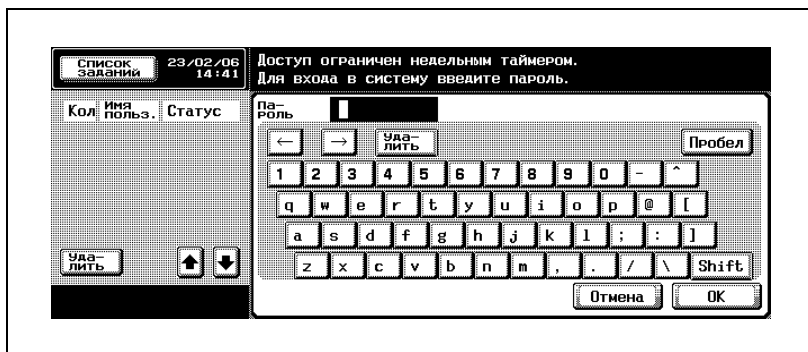 Список заданий
23/02/06
14:41
Доступ ограничен недельным таймером.
Для входа в систему введите пароль.
Кол Имя польз. Статус
Па-
роль
← → Уда-
лить
Пробел
1 2 3 4 5 6 7 8 9 0 - ^
q w e r t y u i o p @ [
a s d f g h j k l ; : ]
z x c v b n m , . / \ Shift
Уда-
лить
Отмена OK